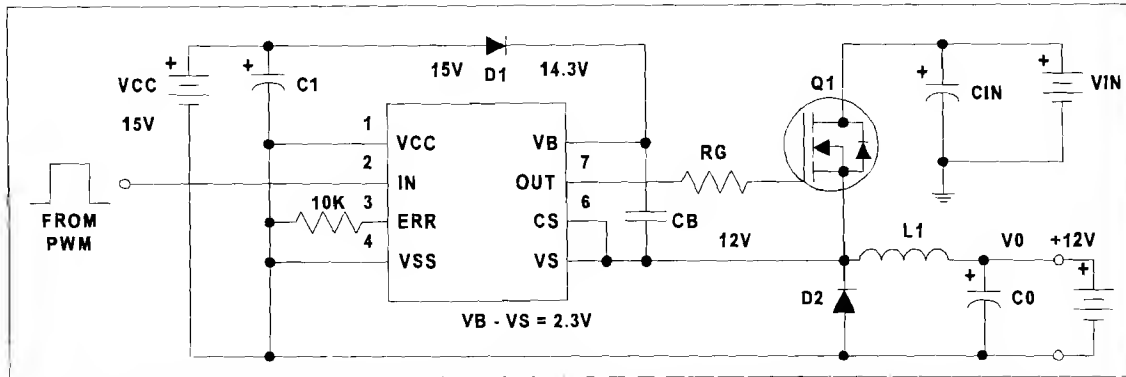 +
VCC
15V
+
C1
15V
D1
14.3V
Q1
+
CIN
+
VIN
1
VCC
2
IN
10K
3
ERR
4
VSS
VB
7
OUT
6
CS
VS
RG
CB
12V
L1
V0
+12V
+
+
D2
C0
FROM
PWM
VB - VS = 2.3V